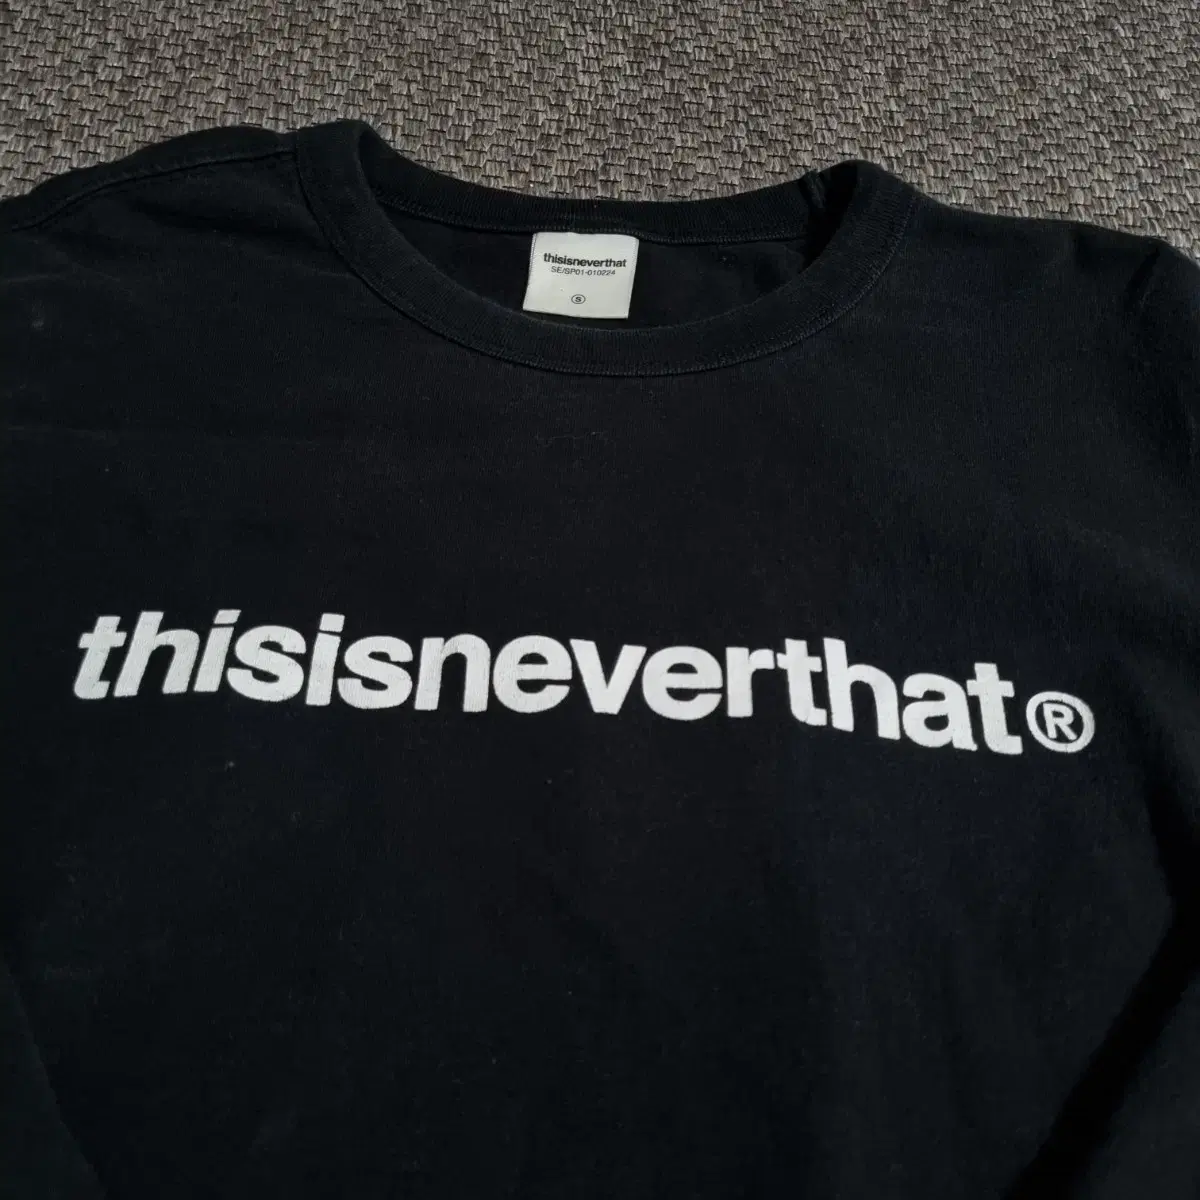 thisisneverthat
SE/SP01-010224
S
thisisneverthat®